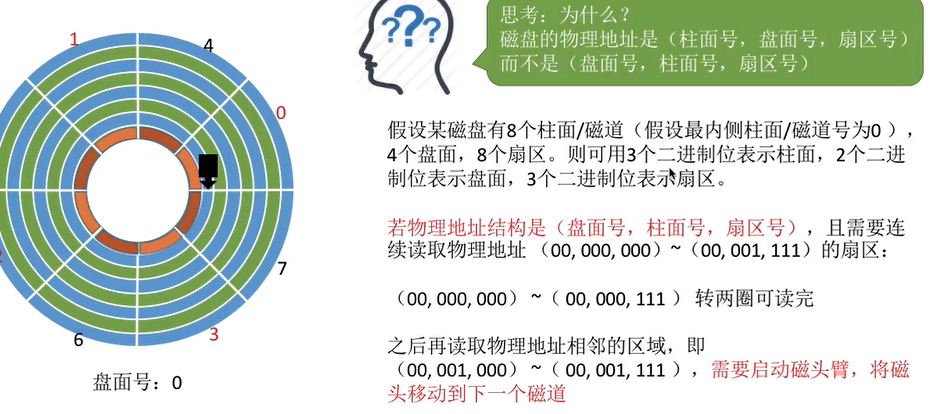 思考：为什么？
磁盘的物理地址是（柱面号，盘面号，扇区号）
而不是（盘面号，柱面号，扇区号）
???
1
4
0
7
3
6
盘面号：0
假设某磁盘有8个柱面/磁道（假设最内侧柱面/磁道号为0），
4个盘面，8个扇区。则可用3个二进制位表示柱面，2个二进
制位表示盘面，3个二进制位表示扇区。
若物理地址结构是（盘面号，柱面号，扇区号），且需要连
续读取物理地址（00, 000, 000）~（00, 001, 111）的扇区：
（00, 000, 000） ~（ 00, 000, 111 ） 转两圈可读完
之后再读取物理地址相邻的区域，即
（00, 001, 000） ~（ 00, 001, 111 ），需要启动磁头臂，将磁
头移动到下一个磁道